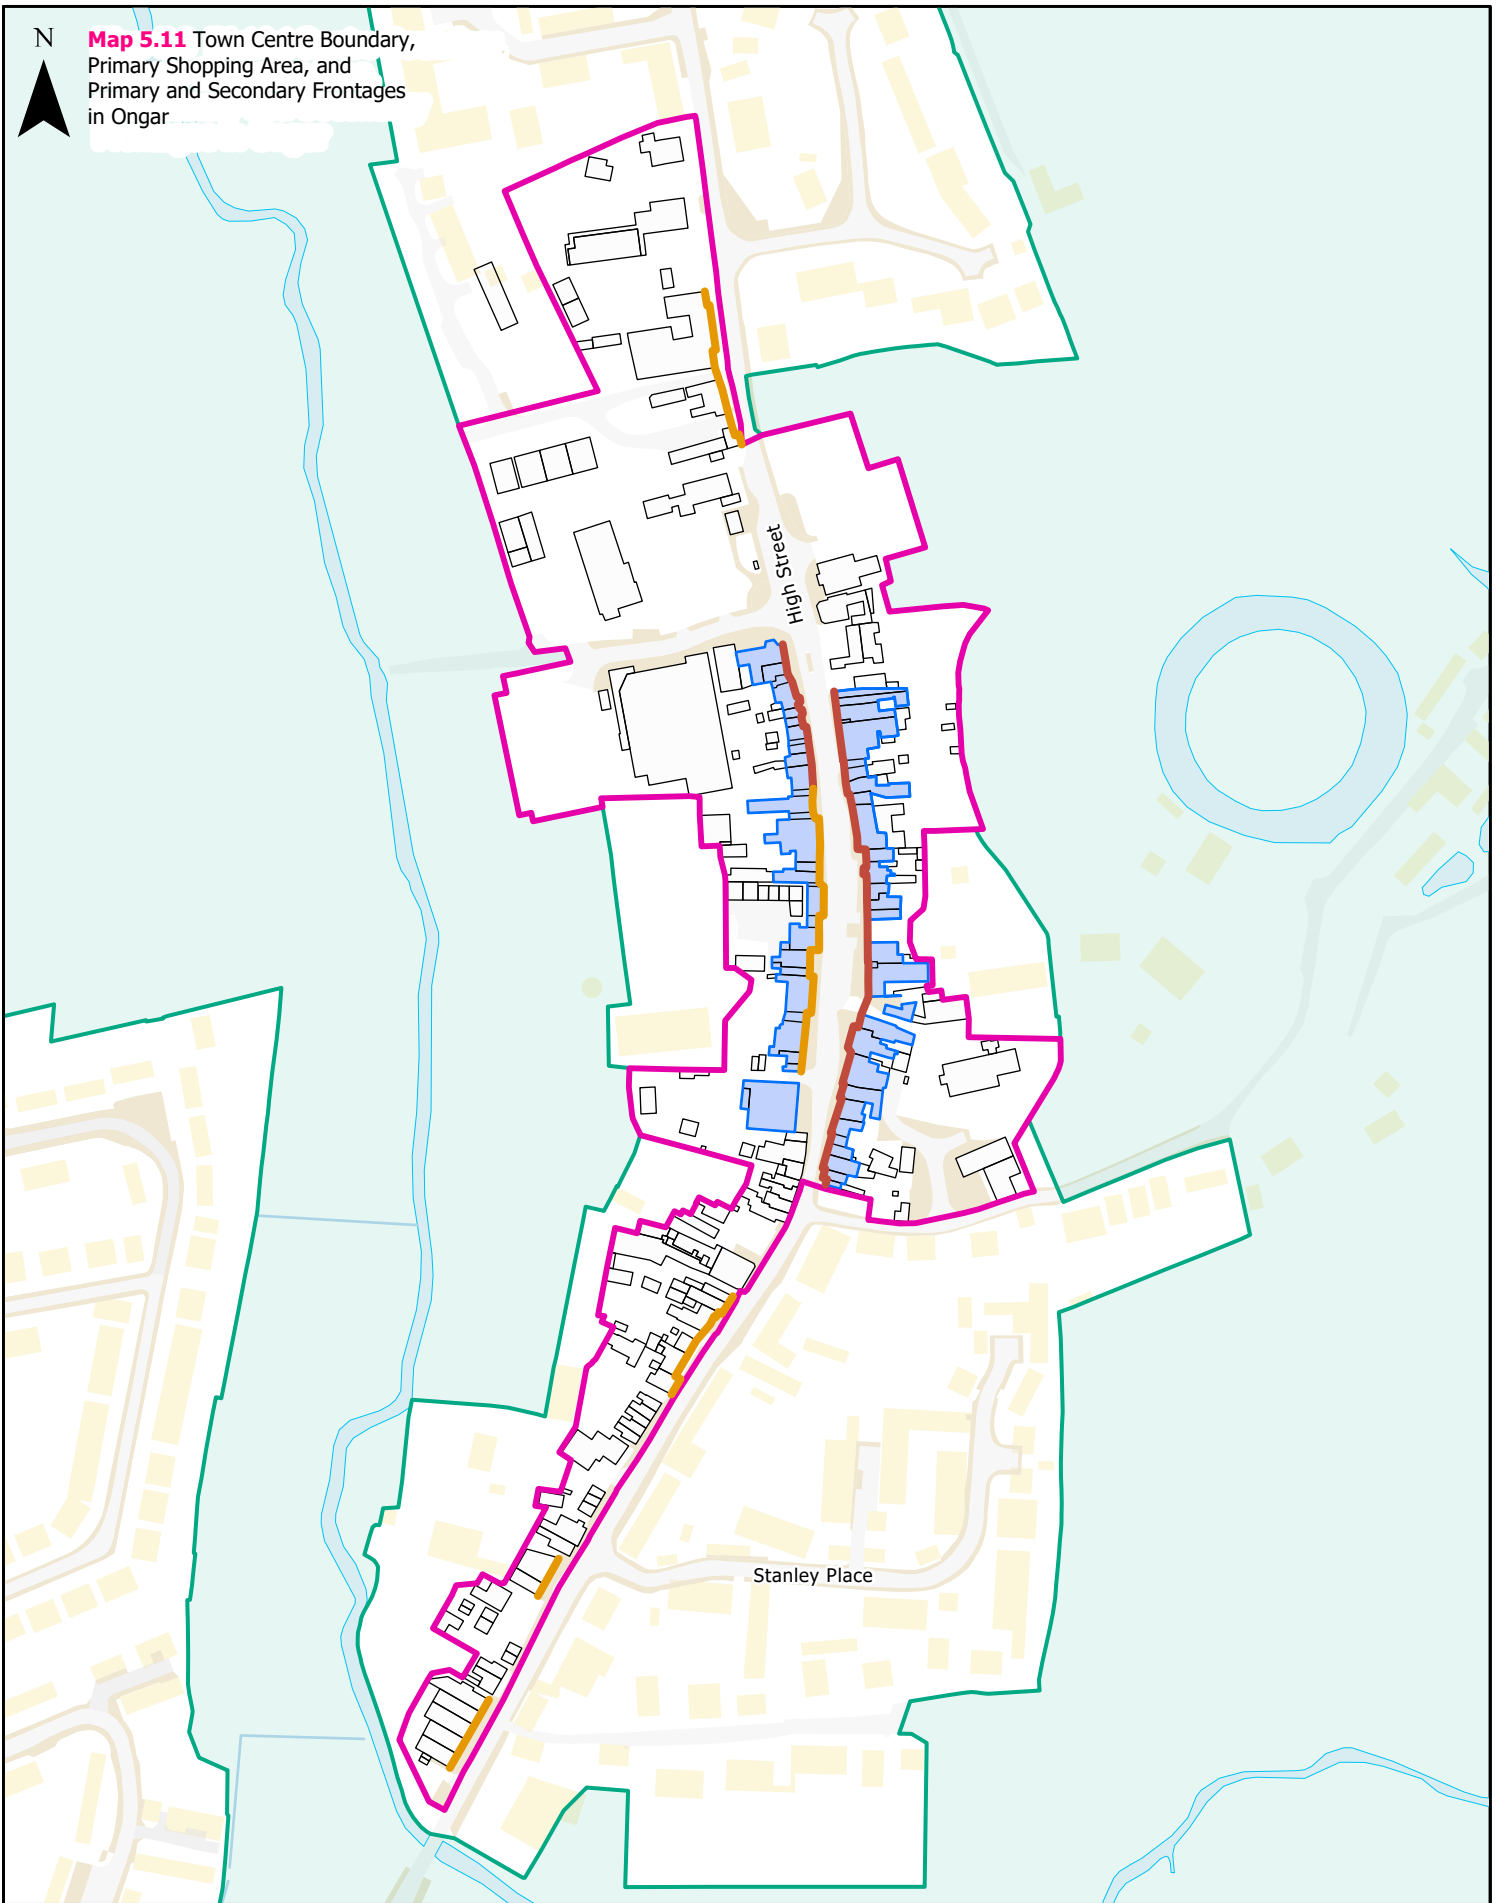 N
Map 5.11 Town Centre Boundary,
Primary Shopping Area, and
Primary and Secondary Frontages
in Ongar
High Street
Stanley Place